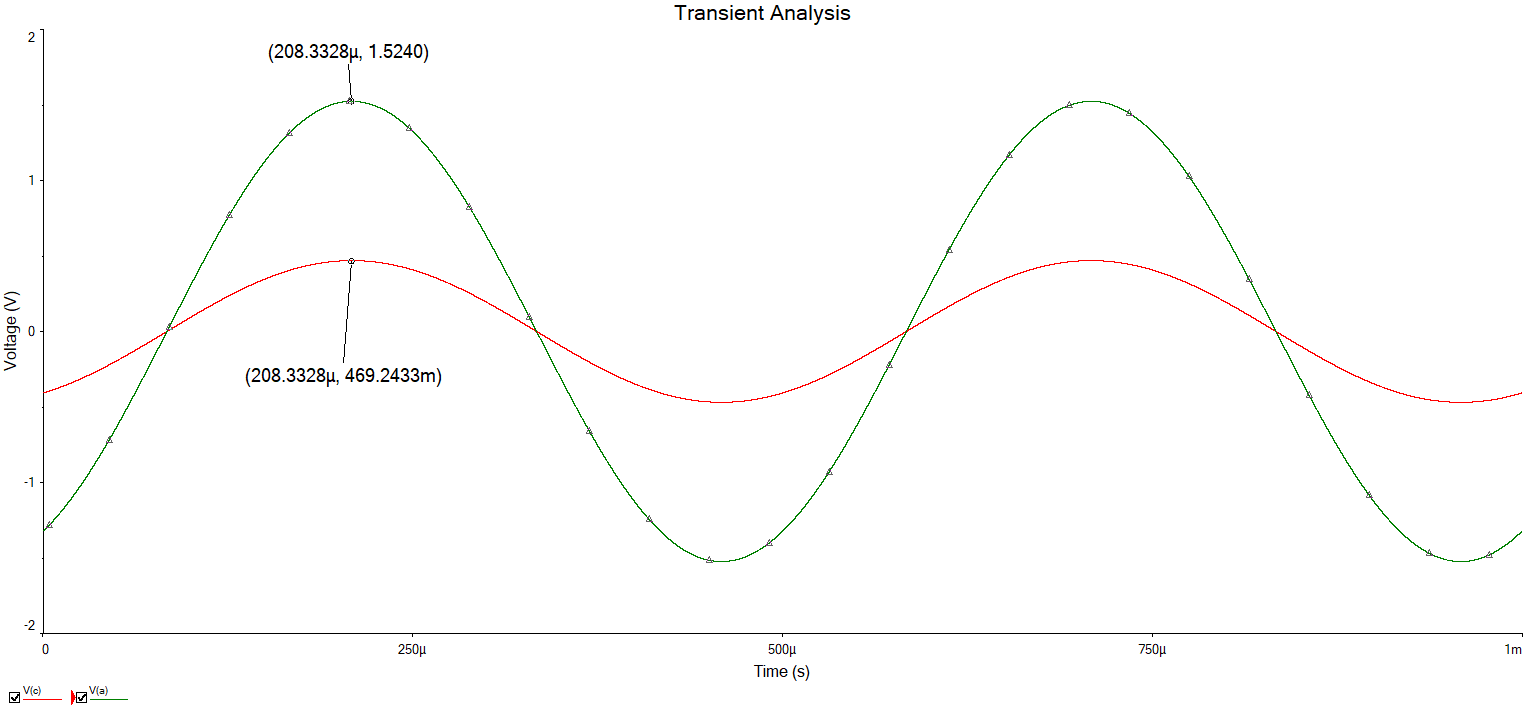 Transient Analysis
(208.3328µ, 1.5240)
(208.3328µ, 469.2433m)
Voltage (V)
2
1
0
-1
-2
0 250µ 500µ 750µ 1m
Time (s)
V(c) V(a)